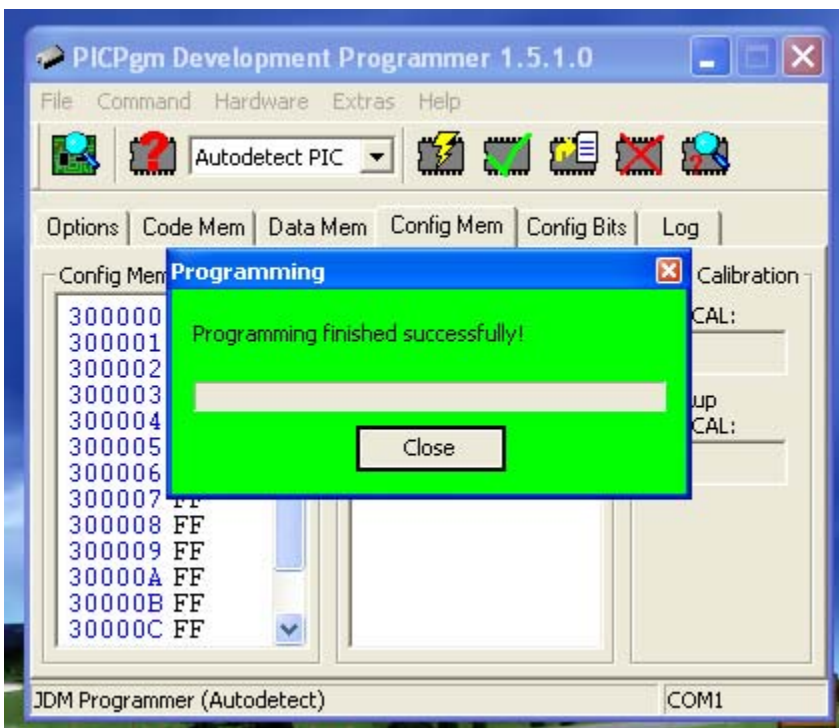 PICPgm Development Programmer 1.5.1.0
File Command Hardware Extras Help
Autodetect PIC
Options Code Mem Data Mem Config Mem Config Bits Log
Config Mem
Calibration
300000
300001
300002
300003
300004
300005
300006
300007 FF
300008 FF
300009 FF
30000A FF
30000B FF
30000C FF
Programming
Programming finished successfully!
Close
CAL:
CAL:
JDM Programmer (Autodetect) COM1